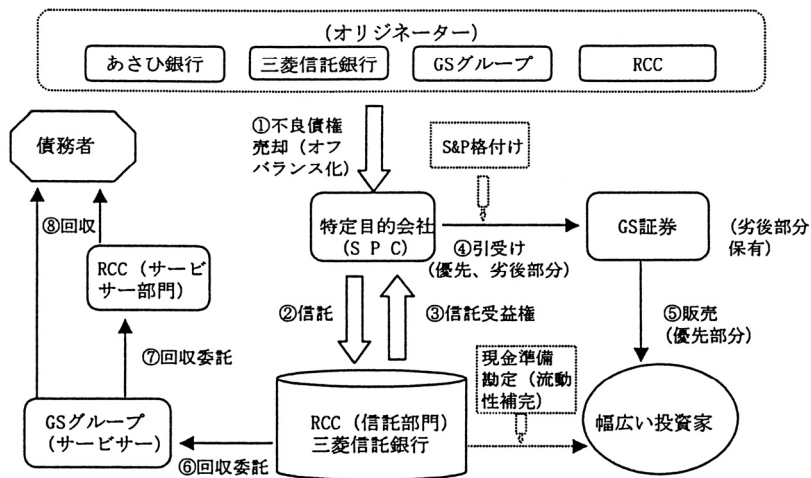 (オリジネーター)
あさひ銀行
三菱信託銀行
GSグループ
RCC
①不良債権
売却(オフ
バランス化)
S&P格付け
債務者
特定目的会社
(S P C)
④引受け
(優先、劣後部分)
GS証券
(劣後部分
保有)
⑧回収
RCC(サービ
サー部門)
②信託
③信託受益権
⑤販売
(優先部分)
⑦回収委託
現金準備
勘定(流動
性補完)
GSグループ
(サービサー)
⑥回収委託
RCC(信託部門)
三菱信託銀行
幅広い投資家